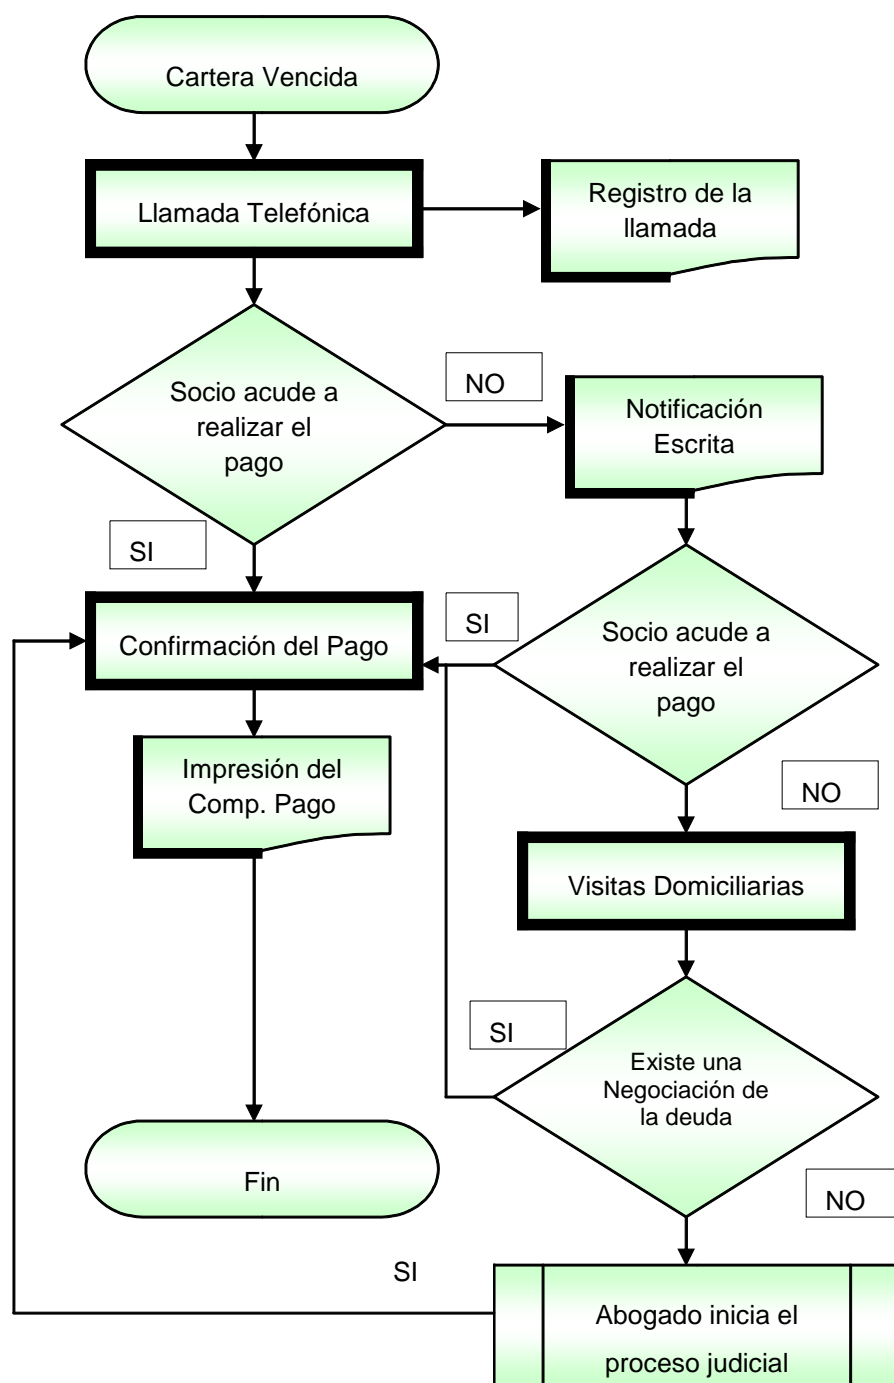 Cartera Vencida
Llamada Telefónica
Registro de la
llamada
Socio acude a
realizar el
pago
NO
Notificación
Escrita
SI
Confirmación del Pago
SI
Socio acude a
realizar el
pago
Impresión del
Comp. Pago
NO
Visitas Domiciliarias
SI
Existe una
Negociación de
la deuda
Fin
NO
SI
Abogado inicia el
proceso judicial